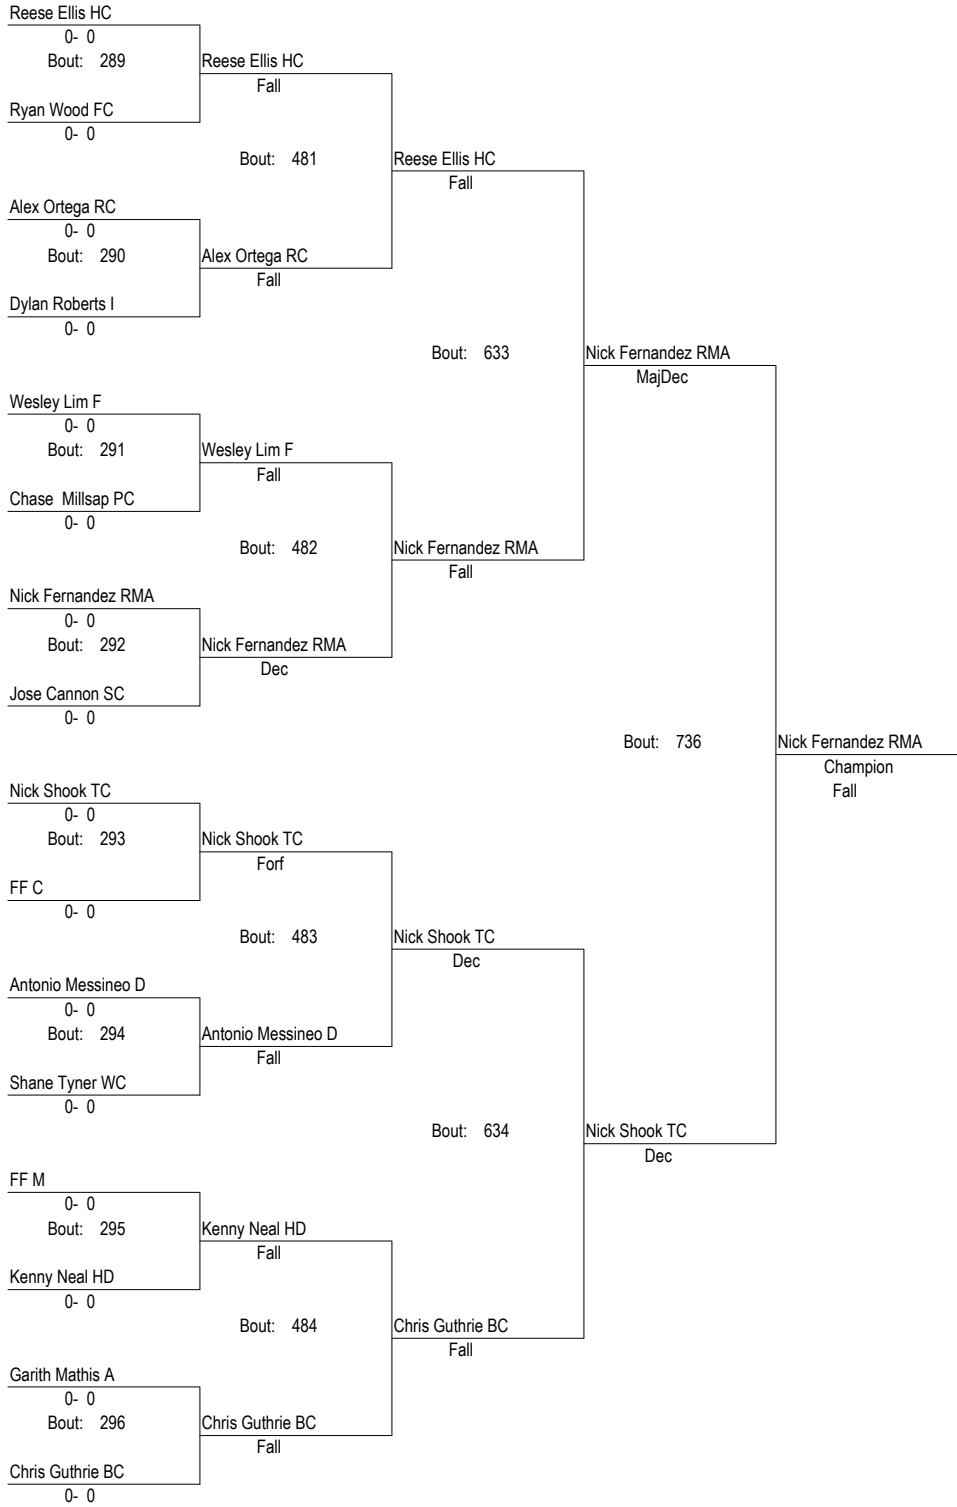 Reese Ellis HC
0- 0
Bout: 289
Reese Ellis HC
Fall
Ryan Wood FC
0- 0
Bout: 481
Reese Ellis HC
Fall
Alex Ortega RC
0- 0
Bout: 290
Alex Ortega RC
Fall
Dylan Roberts I
0- 0
Bout: 633
Nick Fernandez RMA
MajDec
Wesley Lim F
0- 0
Bout: 291
Wesley Lim F
Fall
Chase Millsap PC
0- 0
Bout: 482
Nick Fernandez RMA
Fall
Nick Fernandez RMA
0- 0
Bout: 292
Nick Fernandez RMA
Dec
Jose Cannon SC
0- 0
Bout: 736
Nick Fernandez RMA
Champion
Fall
Nick Shook TC
0- 0
Bout: 293
Nick Shook TC
Forf
FF C
0- 0
Bout: 483
Nick Shook TC
Dec
Antonio Messineo D
0- 0
Bout: 294
Antonio Messineo D
Fall
Shane Tyner WC
0- 0
Bout: 634
Nick Shook TC
Dec
FF M
0- 0
Bout: 295
Kenny Neal HD
Fall
Kenny Neal HD
0- 0
Bout: 484
Chris Guthrie BC
Fall
Garith Mathis A
0- 0
Bout: 296
Chris Guthrie BC
Fall
Chris Guthrie BC
0- 0